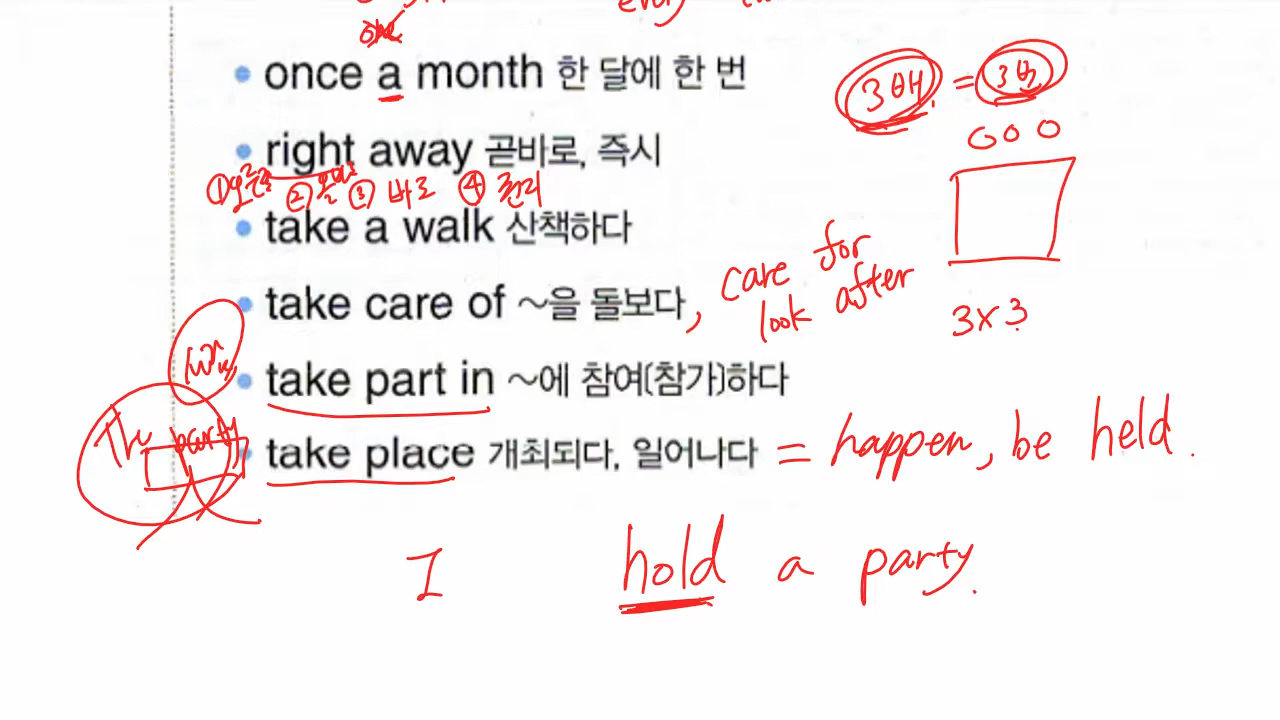 every
one
once a month 한 달에 한 번
3배 = 3번
right away 곧바로, 즉시
①오른쪽 ② 옳은 ③ 바로 ④ 권리
take a walk 산책하다
take care of ~을 돌보다, care for
look after
3x3
take part in ~에 참여(참가)하다
The party
take place 개최되다, 일어나다 = happen, be held.
I hold a party.